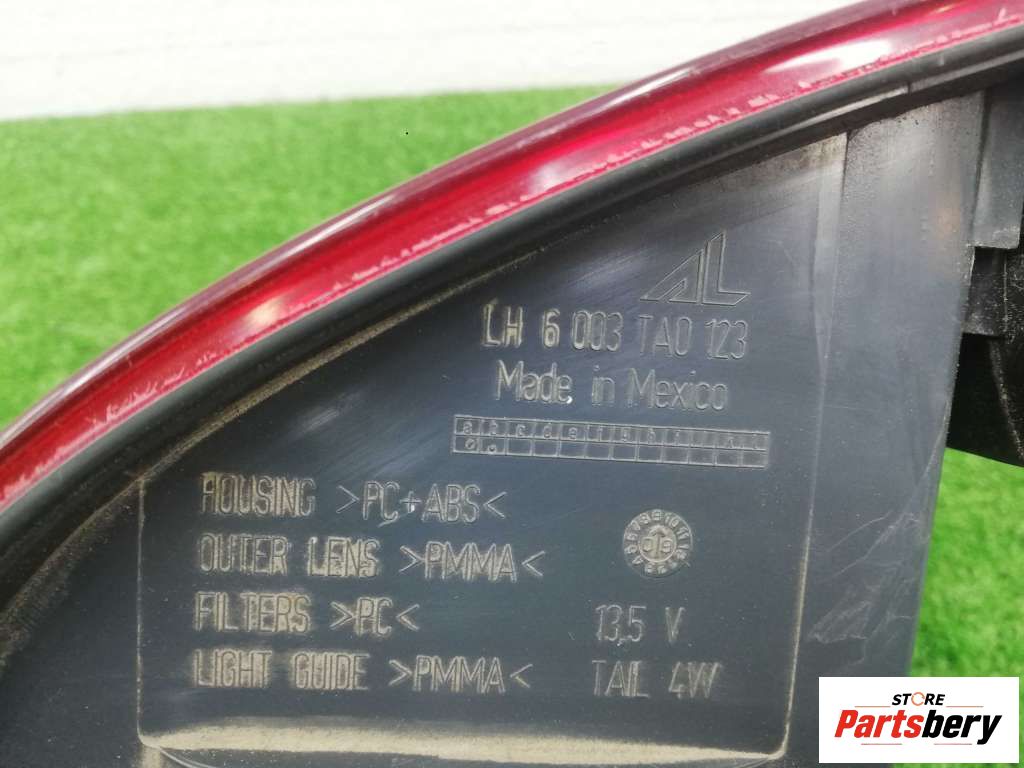 AL
LH 6 003 TA0 123
Made in Mexico
a b c d e f g h
HOUSING >PC+ABS<
OUTER LENS >PMMA<
FILTERS >PC<
13,5 V
LIGHT GUIDE >PMMA<
TAIL 4W
STORE
Partsbery